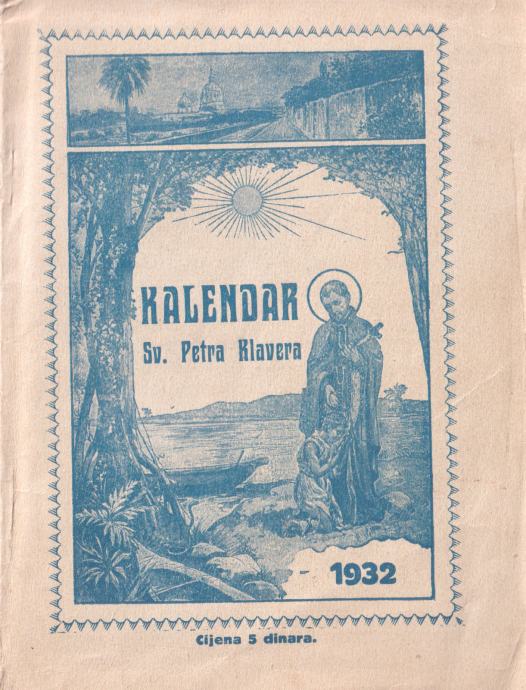 KALENDAR
Sv. Petra Klavera
1932
Cijena 5 dinara.